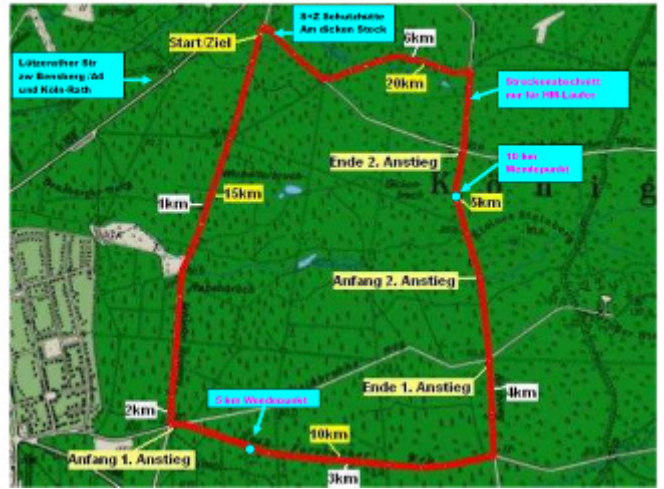 S+Z Schutzhütte
Am dicken Stock
Start/Ziel
6km
Lützerather Str
zw Bensberg /A4
und Köln-Rath
20km
Streckenabschnitt
nur für HM-Läufer
Ende 2. Anstieg
10 km
Wendepunkt
K ö n i g
1km
15km
5km
Anfang 2. Anstieg
Ende 1. Anstieg
4km
5 km Wendepunkt
2km
10km
Anfang 1. Anstieg
3km